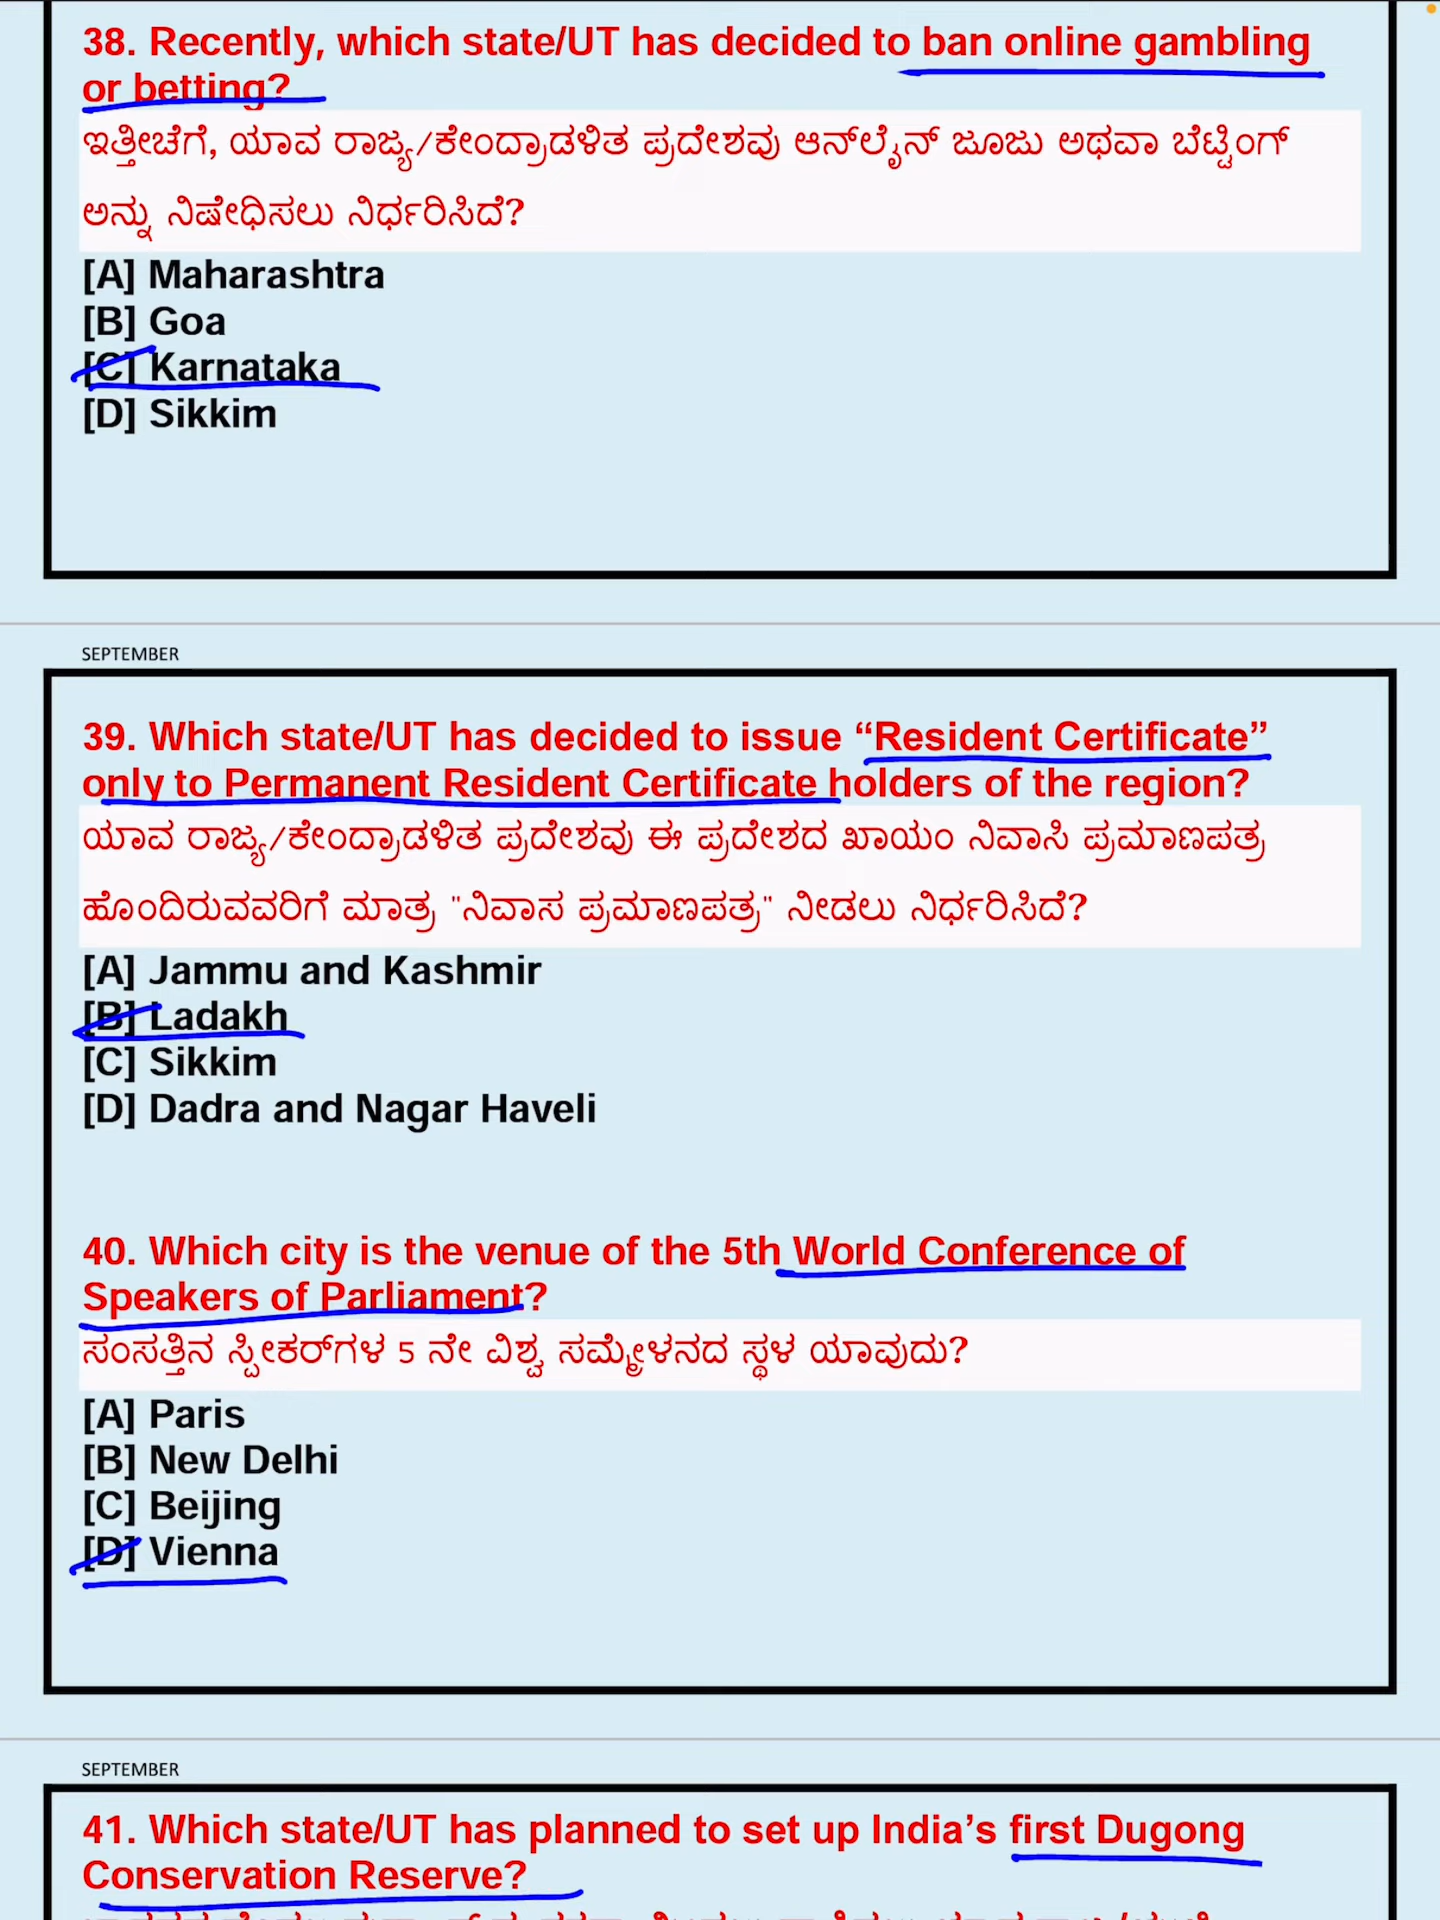 38. Recently, which state/UT has decided to ban online gambling
or betting?
ಇತ್ತೀಚೆಗೆ, ಯಾವ ರಾಜ್ಯ/ಕೇಂದ್ರಾಡಳಿತ ಪ್ರದೇಶವು ಆನ್‌ಲೈನ್ ಜೂಜು ಅಥವಾ ಬೆಟ್ಟಿಂಗ್
ಅನ್ನು ನಿಷೇಧಿಸಲು ನಿರ್ಧರಿಸಿದೆ?
[A] Maharashtra
[B] Goa
[C] Karnataka
[D] Sikkim
SEPTEMBER
39. Which state/UT has decided to issue “Resident Certificate”
only to Permanent Resident Certificate holders of the region?
ಯಾವ ರಾಜ್ಯ/ಕೇಂದ್ರಾಡಳಿತ ಪ್ರದೇಶವು ಈ ಪ್ರದೇಶದ ಖಾಯಂ ನಿವಾಸಿ ಪ್ರಮಾಣಪತ್ರ
ಹೊಂದಿರುವವರಿಗೆ ಮಾತ್ರ "ನಿವಾಸ ಪ್ರಮಾಣಪತ್ರ" ನೀಡಲು ನಿರ್ಧರಿಸಿದೆ?
[A] Jammu and Kashmir
[B] Ladakh
[C] Sikkim
[D] Dadra and Nagar Haveli
40. Which city is the venue of the 5th World Conference of
Speakers of Parliament?
ಸಂಸತ್ತಿನ ಸ್ಪೀಕರ್‌ಗಳ 5 ನೇ ವಿಶ್ವ ಸಮ್ಮೇಳನದ ಸ್ಥಳ ಯಾವುದು?
[A] Paris
[B] New Delhi
[C] Beijing
[D] Vienna
SEPTEMBER
41. Which state/UT has planned to set up India’s first Dugong
Conservation Reserve?